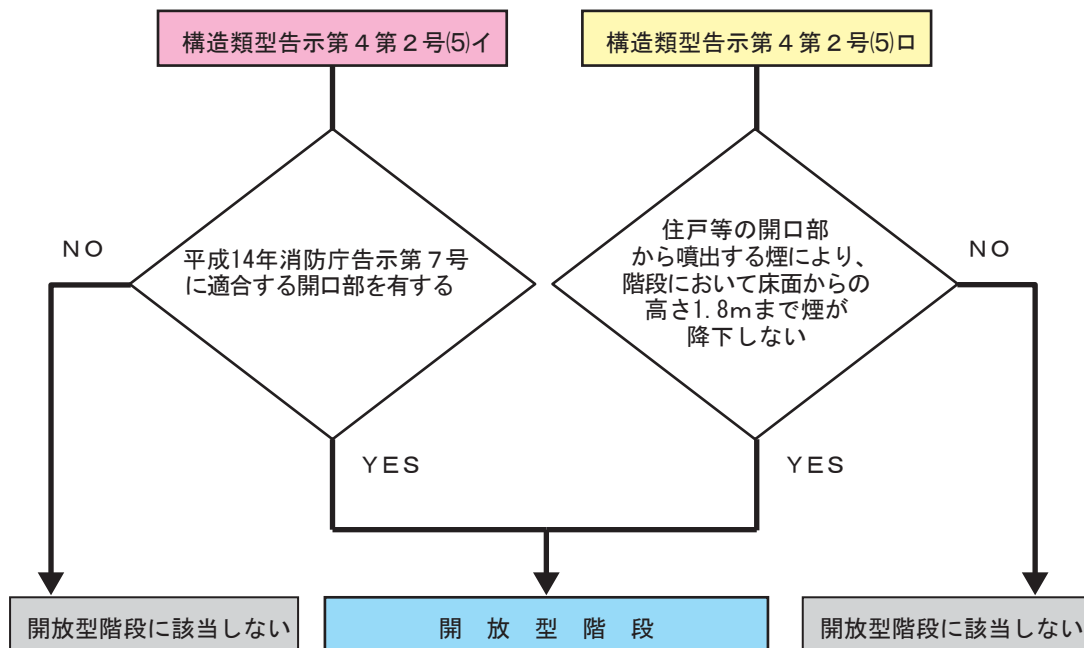 構造類型告示第４第２号⑸イ
構造類型告示第４第２号⑸ロ
ＮＯ
平成14年消防庁告示第７号
に適合する開口部を有する
住戸等の開口部
から噴出する煙により、
階段において床面からの
高さ1.8ｍまで煙が
降下しない
ＮＯ
ＹＥＳ
ＹＥＳ
開放型階段に該当しない
開放型階段
開放型階段に該当しない